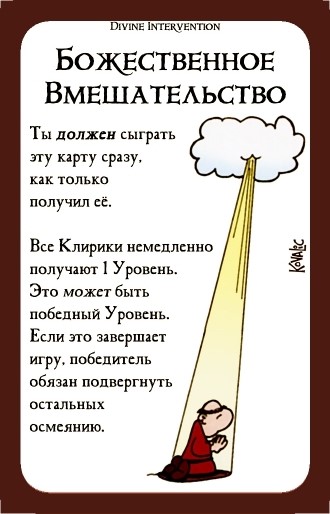 Divine Intervention
Божественное
Вмешательство
Ты должен сыграть
эту карту сразу,
как только
получил её.
Все Клирики немедленно
получают 1 Уровень.
Это может быть
победный Уровень.
Если это завершает
игру, победитель
обязан подвергнуть
остальных
осмеянию.
Kovalic